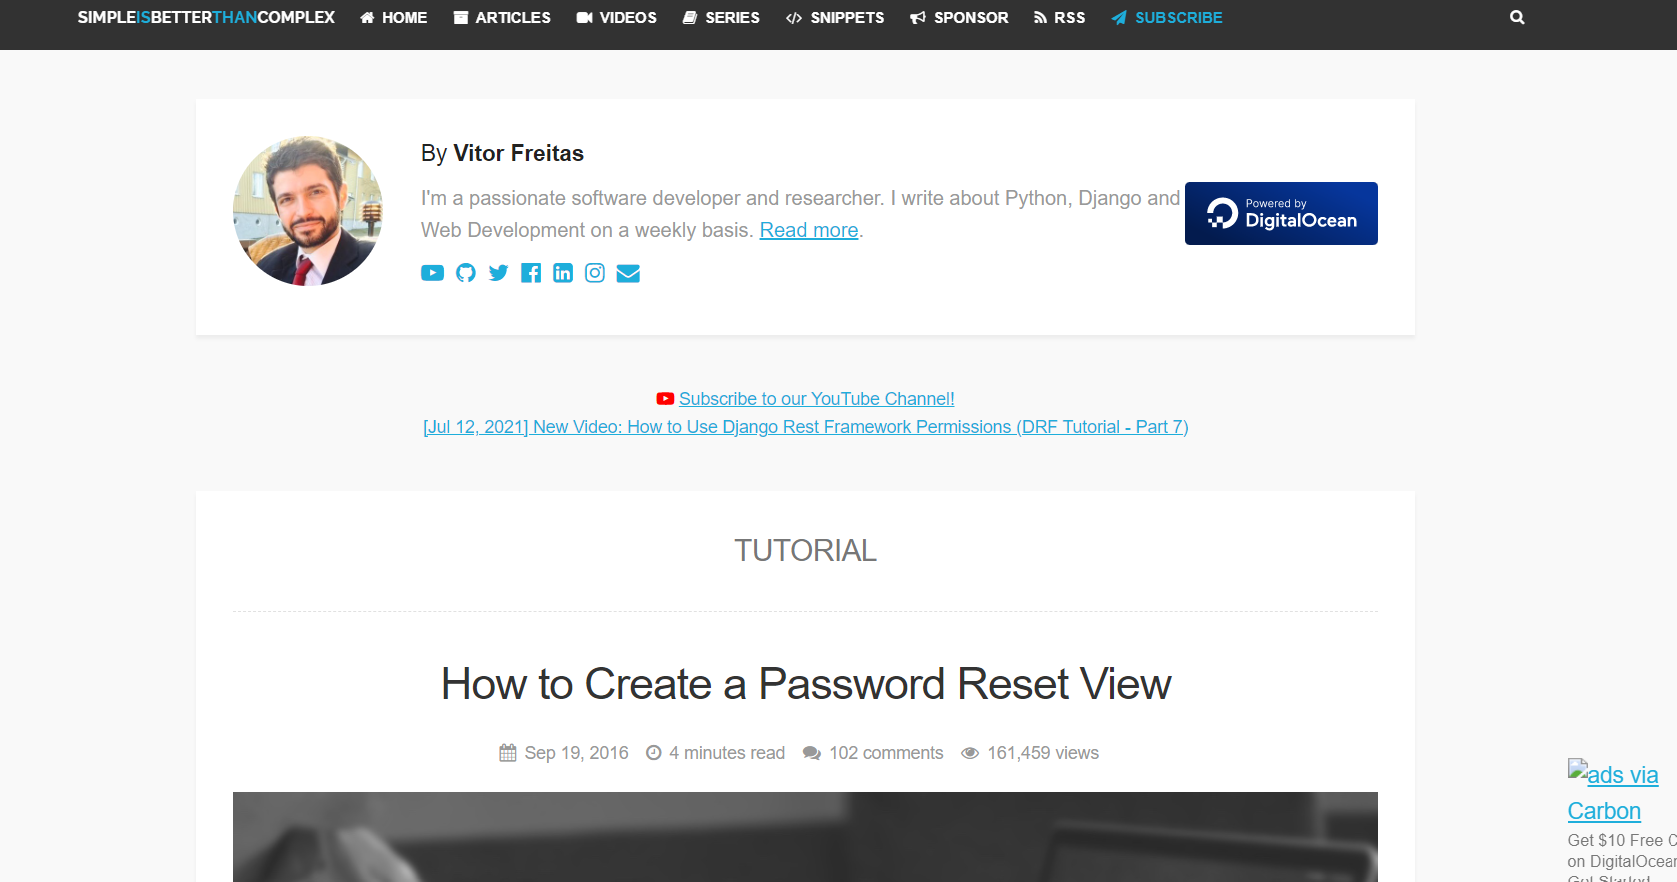 SIMPLEISBETTERTHANCOMPLEX HOME ARTICLES VIDEOS SERIES SNIPPETS SPONSOR RSS SUBSCRIBE
By Vitor Freitas
I'm a passionate software developer and researcher. I write about Python, Django and
Web Development on a weekly basis. Read more.
Powered by
DigitalOcean
Subscribe to our YouTube Channel!
[Jul 12, 2021] New Video: How to Use Django Rest Framework Permissions (DRF Tutorial - Part 7)
TUTORIAL
How to Create a Password Reset View
Sep 19, 2016 4 minutes read 102 comments 161,459 views
ads via
Carbon
Get $10 Free
on DigitalOcean